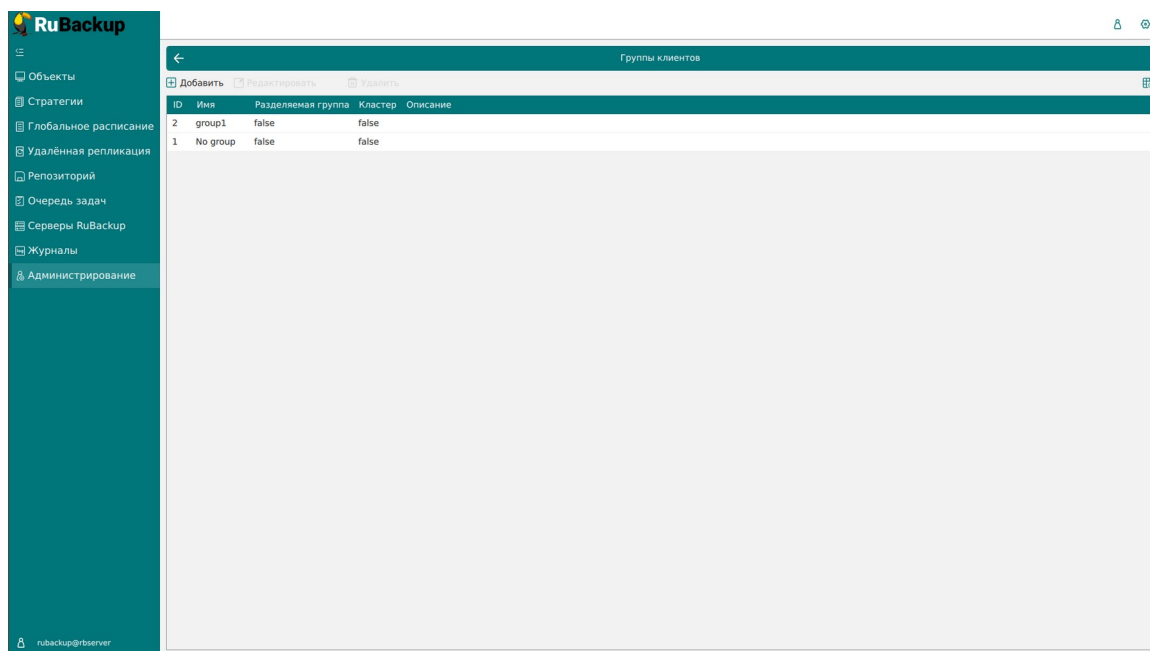 RuBackup
Объекты
Стратегии
Глобальное расписание
Удалённая репликация
Репозиторий
Очередь задач
Серверы RuBackup
Журналы
Администрирование
rubackup@rbserver
Группы клиентов
Добавить Редактировать Удалить
ID Имя Разделяемая группа Кластер Описание
2 group1 false false
1 No group false false